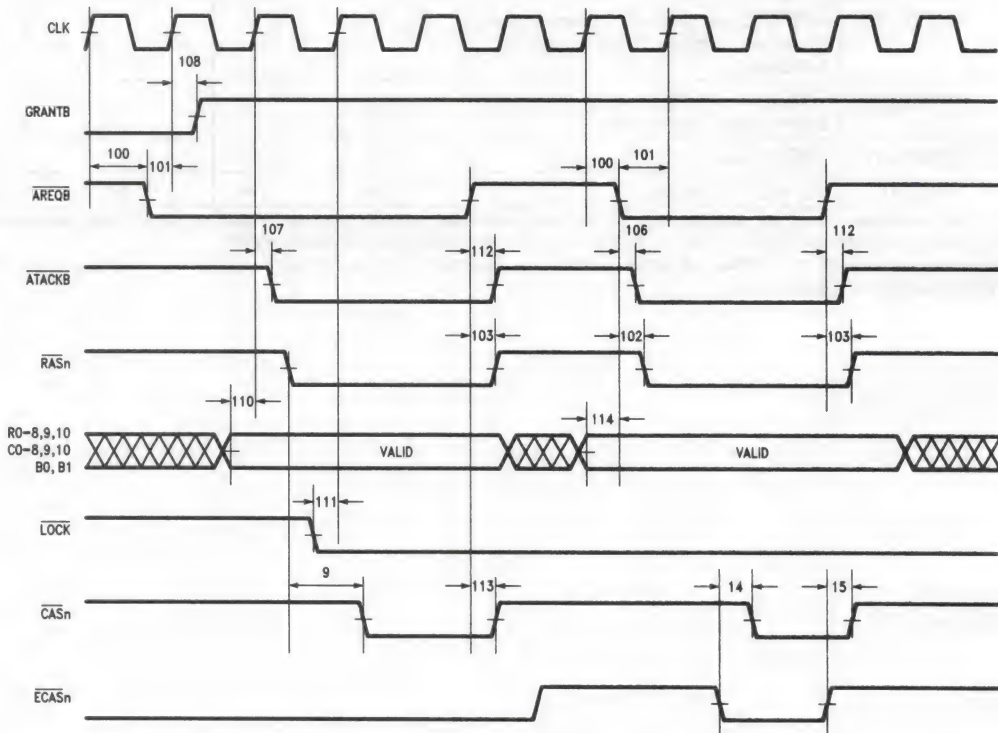 CLK
108
GRANTB
100 101 100 101
AREQB
107 112 106 112
ATACKB
103 102 103
RASn
110 114
R0-8,9,10
C0-8,9,10
B0, B1
VALID VALID
111
LOCK
9 113 14 15
CASn
ECASn